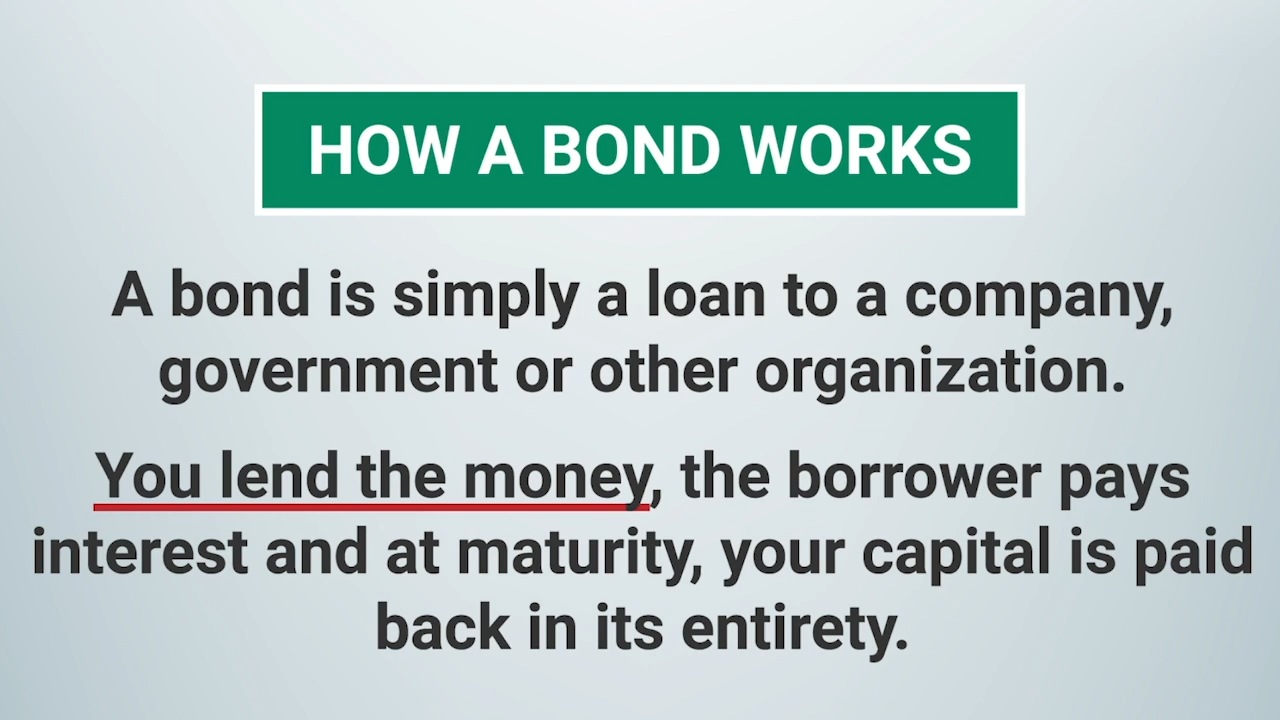 HOW A BOND WORKS
A bond is simply a loan to a company,
government or other organization.
You lend the money, the borrower pays
interest and at maturity, your capital is paid
back in its entirety.